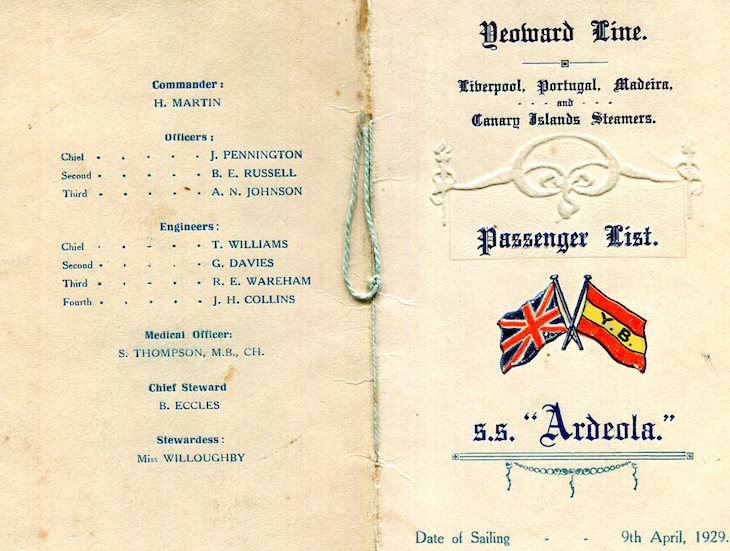 Commander:
H. MARTIN
Officers:
Chief - - - - - J. PENNINGTON
Second - - - - - B. E. RUSSELL
Third - - - - - A. N. JOHNSON
Engineers:
Chief - - - - - T. WILLIAMS
Second - - - - - G. DAVIES
Third - - - - - R. E. WAREHAM
Fourth - - - - - J. H. COLLINS
Medical Officer:
S. THOMPSON, M.B., CH.
Chief Steward
B. ECCLES
Stewardess:
Miss WILLOUGHBY
Yeoward Line.
Liverpool, Portugal, Madeira,
- - - and - - -
Canary Islands Steamers.
Passenger List.
Y. B.
s.s. "Ardeola."
Date of Sailing - - 9th April, 1929.